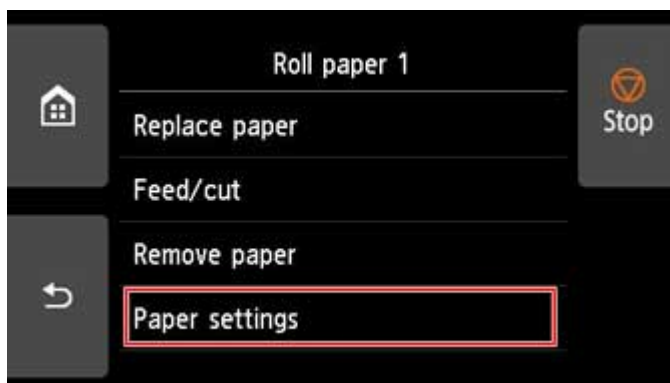 Roll paper 1
Stop
Replace paper
Feed/cut
Remove paper
Paper settings